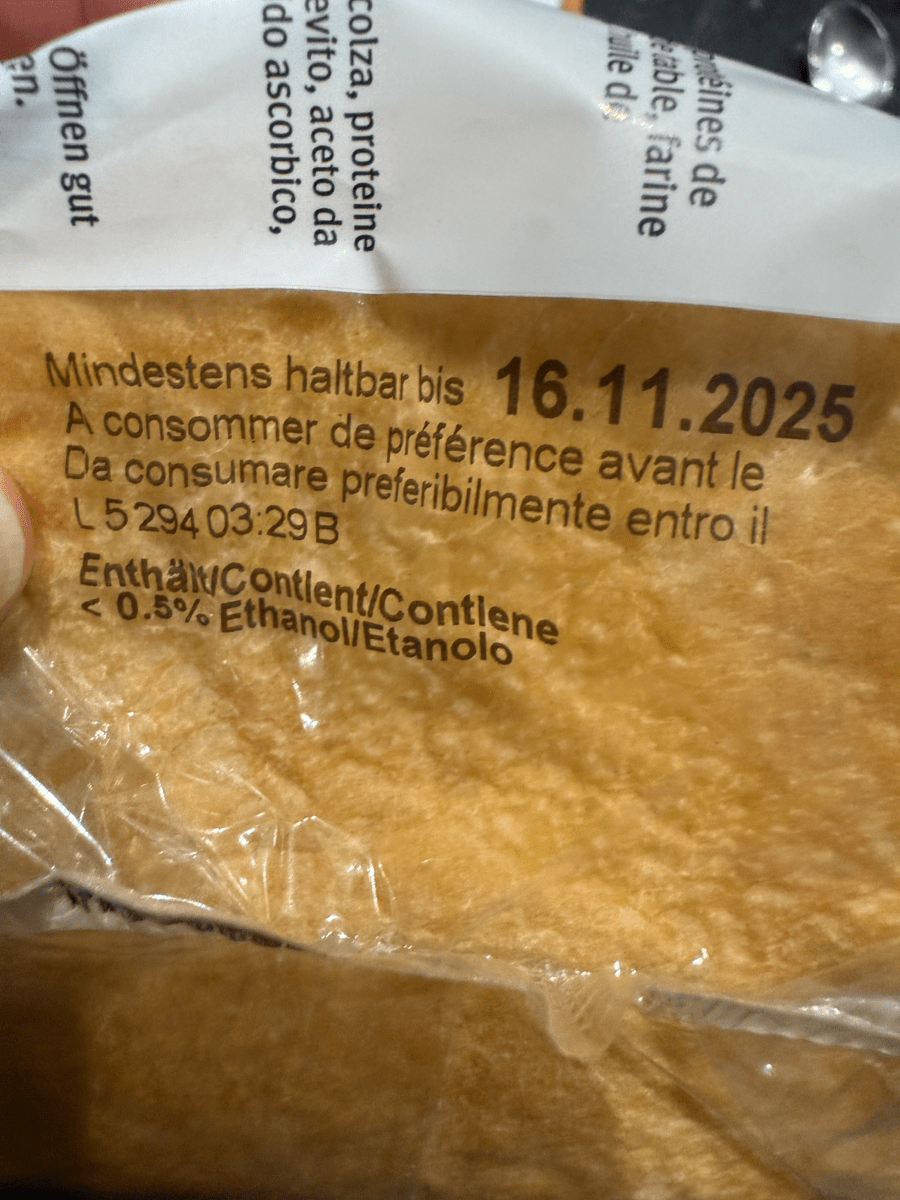 Öffnen gut
en.
colza, proteine
evito, aceto da
do ascorbico,
téines de
table, farine
uile de
Mindestens haltbar bis 16.11.2025
A consommer de préférence avant le
Da consumare preferibilmente entro il
L 5 294 03:29 B
Enthält/Contient/Contiene
< 0.5% Ethanol/Etanolo